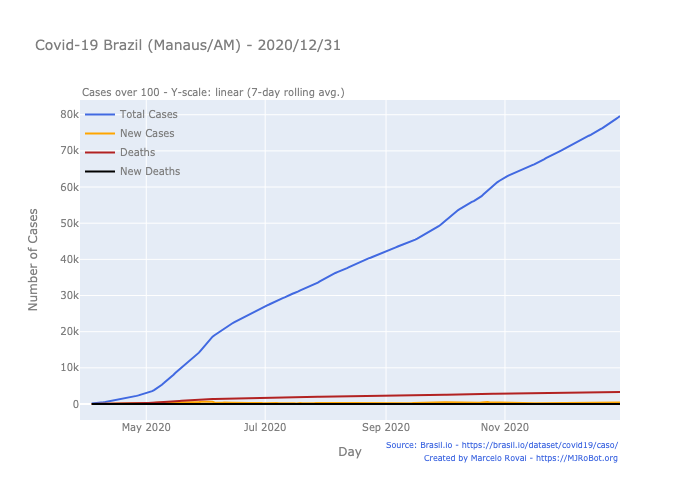 Covid-19 Brazil (Manaus/AM) - 2020/12/31
Cases over 100 - Y-scale: linear (7-day rolling avg.)
80k
70k
60k
50k
40k
30k
20k
10k
0
Total Cases
New Cases
Deaths
New Deaths
Number of Cases
May 2020
Jul 2020
Sep 2020
Nov 2020
Day
Source: Brasil.io - https://brasil.io/dataset/covid19/caso/
Created by Marcelo Rovai - https://MJRoBot.org